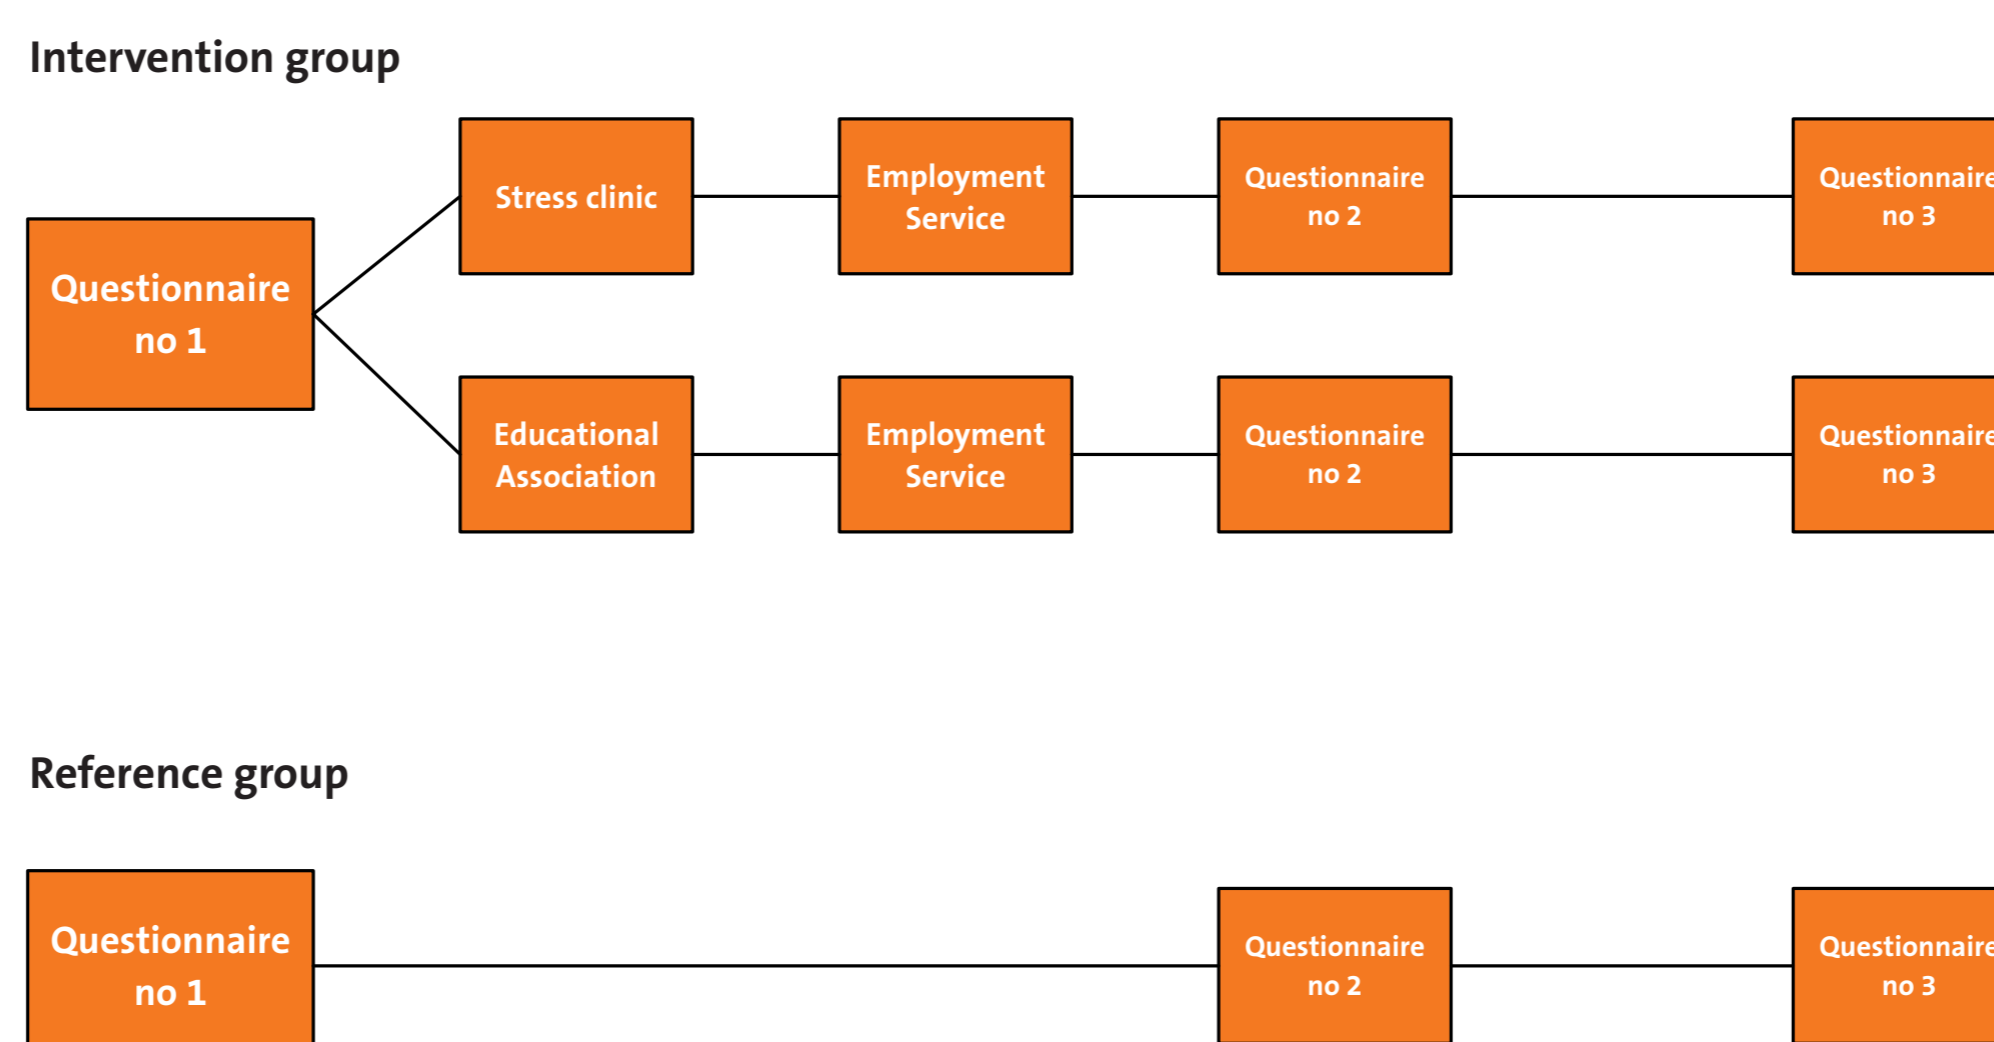 Intervention group
Questionnaire
no 1
Stress clinic
Employment
Service
Questionnaire
no 2
Questionnaire
no 3
Educational
Association
Employment
Service
Questionnaire
no 2
Questionnaire
no 3
Reference group
Questionnaire
no 1
Questionnaire
no 2
Questionnaire
no 3